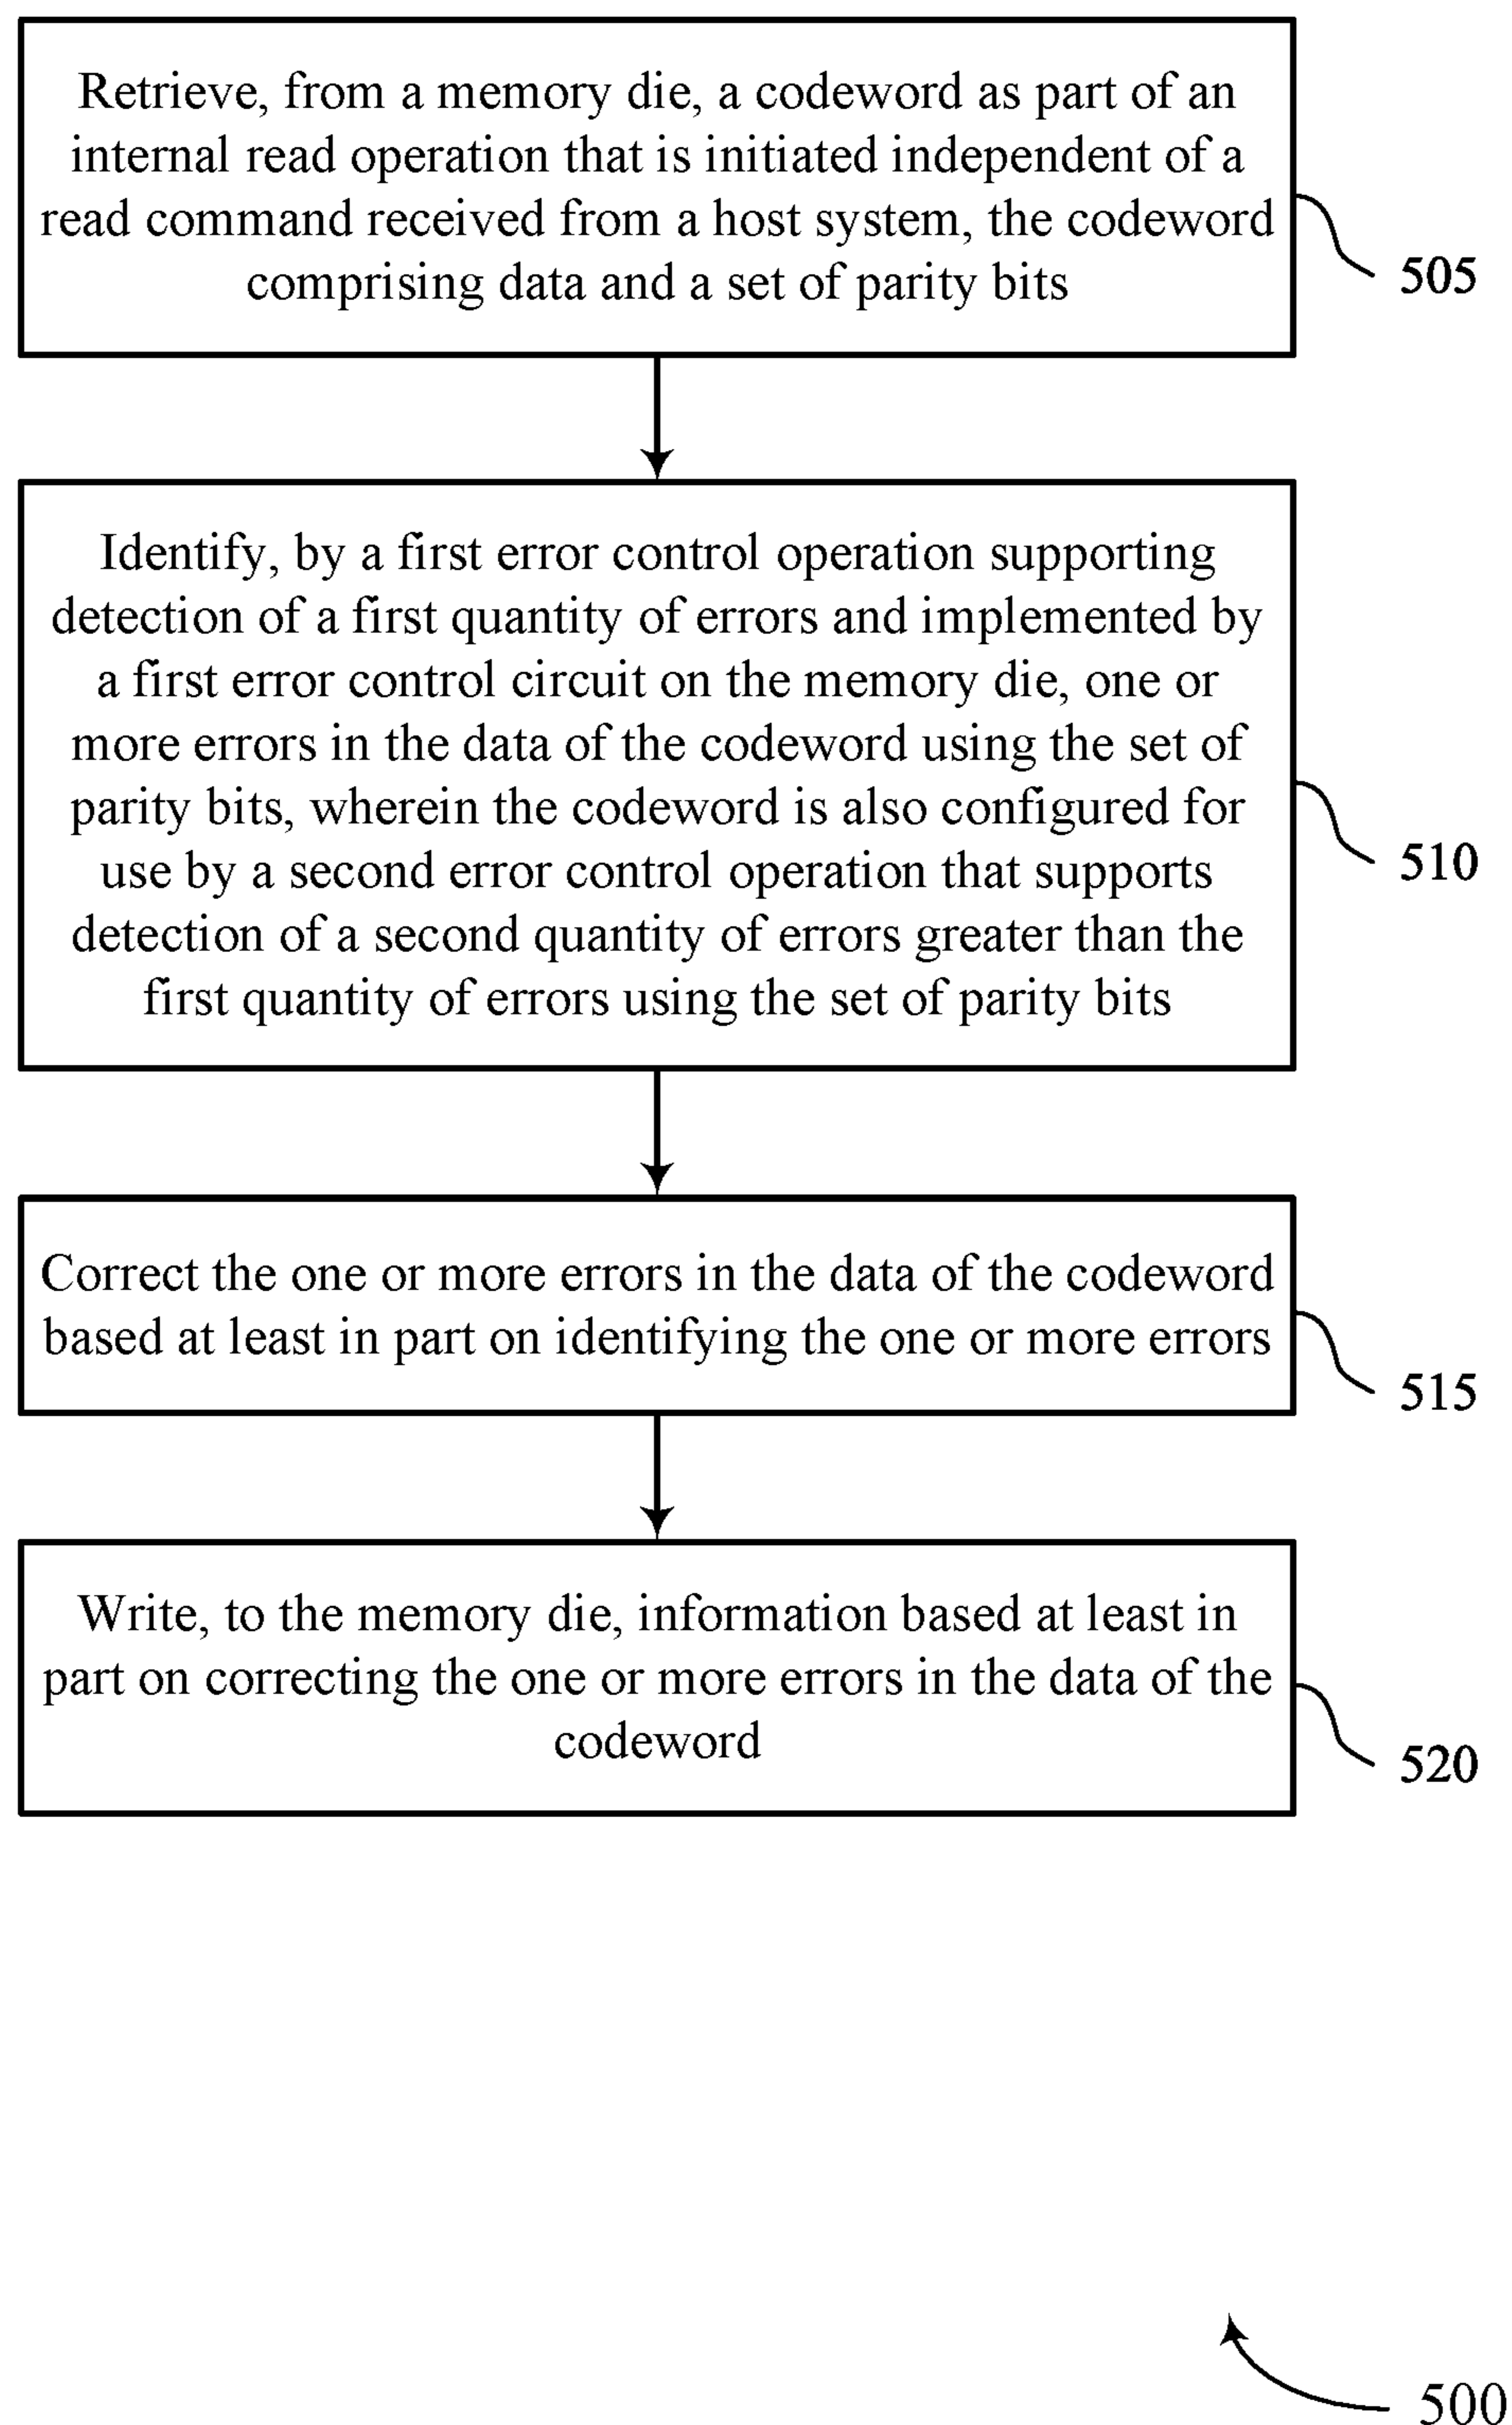 Retrieve, from a memory die, a codeword as part of an
internal read operation that is initiated independent of a
read command received from a host system, the codeword
comprising data and a set of parity bits
505
Identify, by a first error control operation supporting
detection of a first quantity of errors and implemented by
a first error control circuit on the memory die, one or
more errors in the data of the codeword using the set of
parity bits, wherein the codeword is also configured for
use by a second error control operation that supports
detection of a second quantity of errors greater than the
first quantity of errors using the set of parity bits
510
Correct the one or more errors in the data of the codeword
based at least in part on identifying the one or more errors
515
Write, to the memory die, information based at least in
part on correcting the one or more errors in the data of the
codeword
520
500